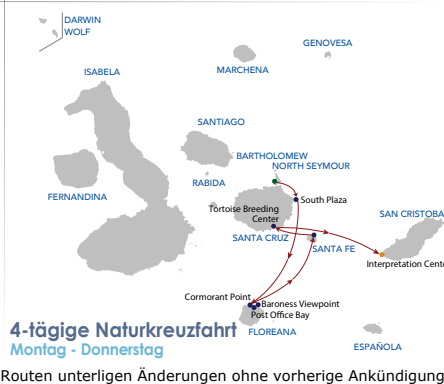 DARWIN
WOLF
GENOVESA
MARCHENA
ISABELA
SANTIAGO
BARTHOLOMEW
NORTH SEYMOUR
RABIDA
FERNANDINA
South Plaza
Tortoise Breeding
Center
SAN CRISTOBA
SANTA CRUZ
SANTA FE
Interpretation Cente
Cormorant Point
Baroness Viewpoint
Post Office Bay
FLOREANA
4-tägige Naturkreuzfahrt
Montag - Donnerstag
ESPAÑOLA
Routen unterligen Änderungen ohne vorherige Ankündigung